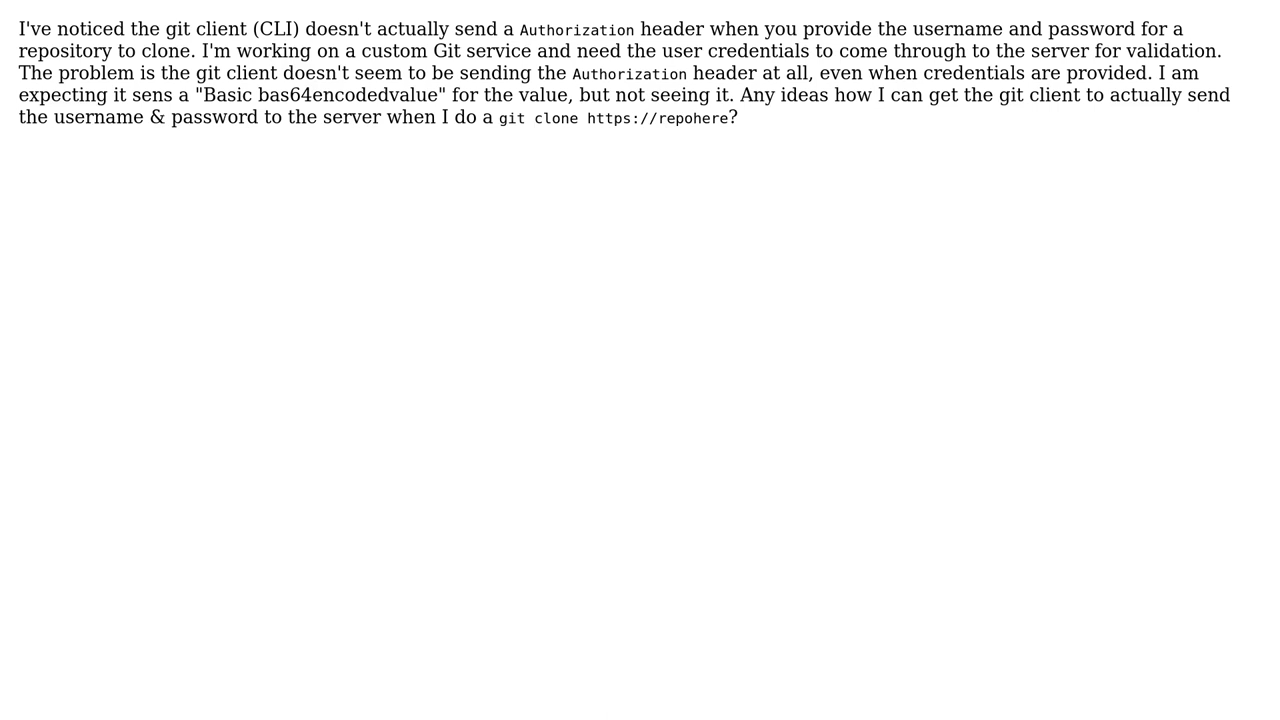 I've noticed the git client (CLI) doesn't actually send a Authorization header when you provide the username and password for a
repository to clone. I'm working on a custom Git service and need the user credentials to come through to the server for validation.
The problem is the git client doesn't seem to be sending the Authorization header at all, even when credentials are provided. I am
expecting it sens a "Basic bas64encodedvalue" for the value, but not seeing it. Any ideas how I can get the git client to actually send
the username & password to the server when I do a git clone https://repohere?